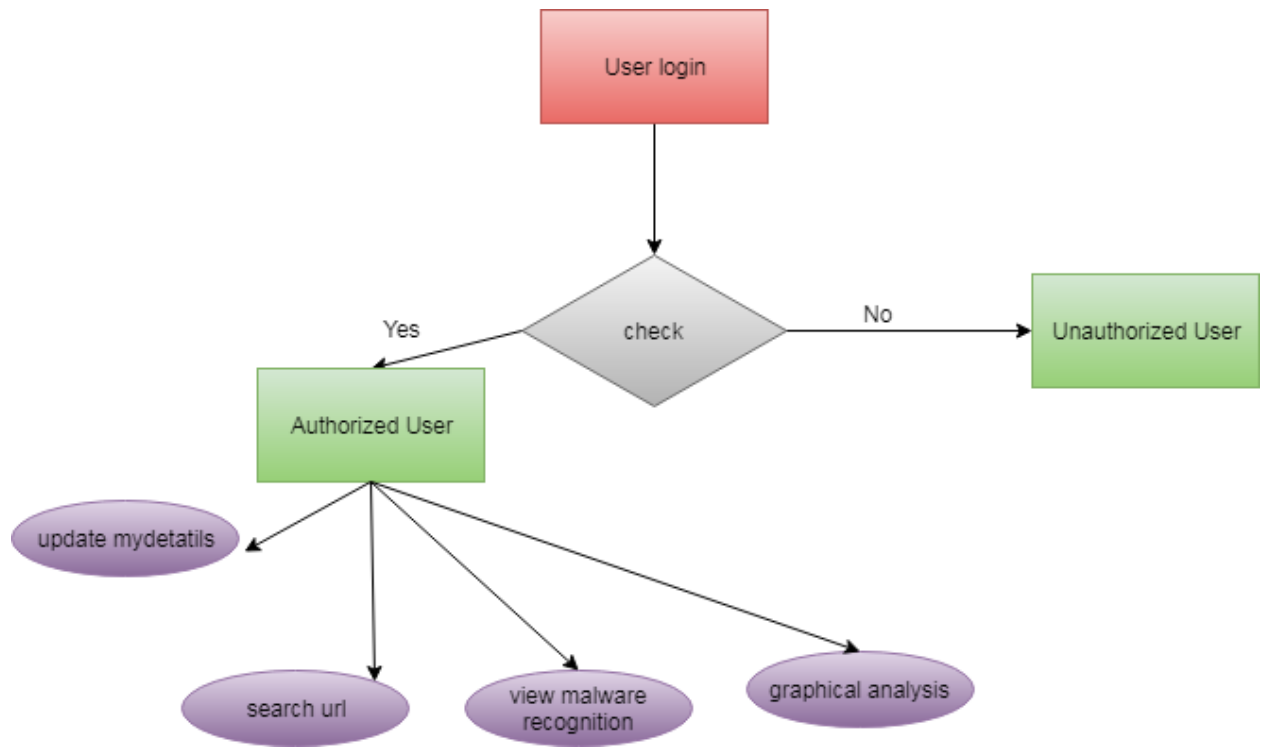 User login
check
Yes
No
Unauthorized User
Authorized User
update mydetatils
search url
view malware
recognition
graphical analysis